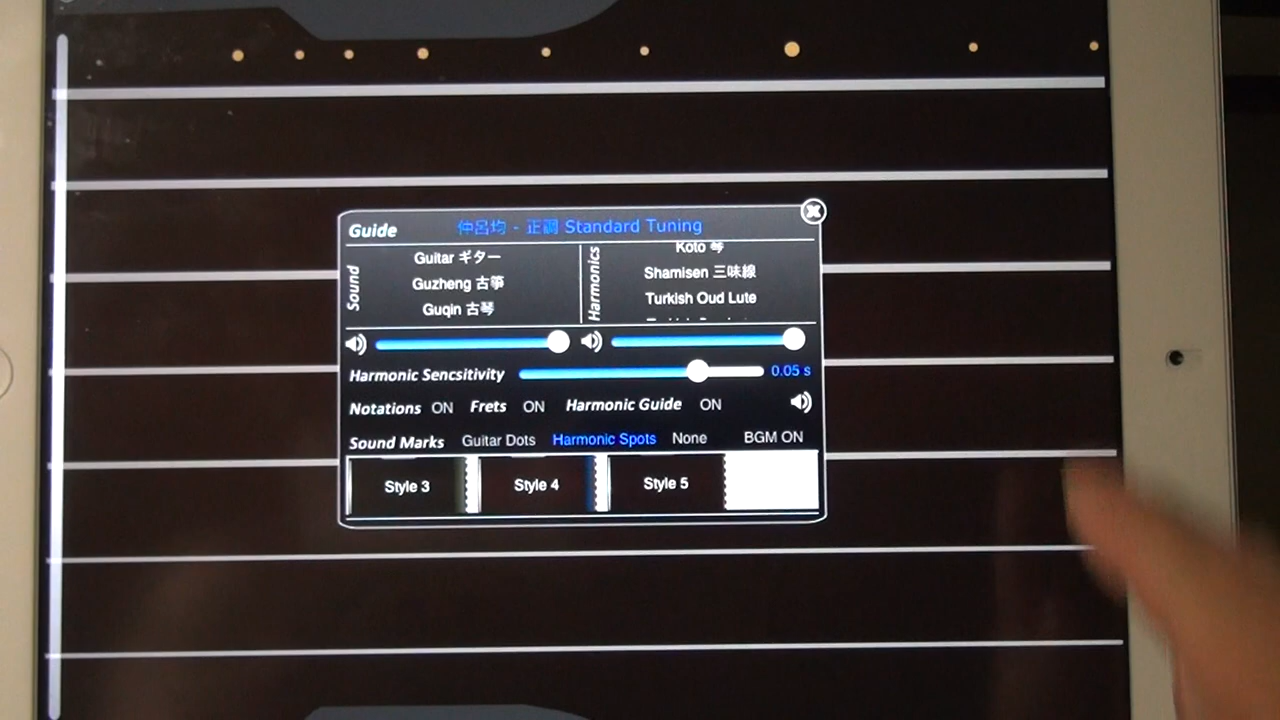 Guide 仲呂均 - 正調 Standard Tuning
Sound
Guitar ギター
Guzheng 古箏
Guqin 古琴
Harmonics
Koto 琴
Shamisen 三味線
Turkish Oud Lute
Harmonic Sencsitivity 0.05 s
Notations ON Frets ON Harmonic Guide ON
Sound Marks Guitar Dots Harmonic Spots None BGM ON
Style 3 Style 4 Style 5